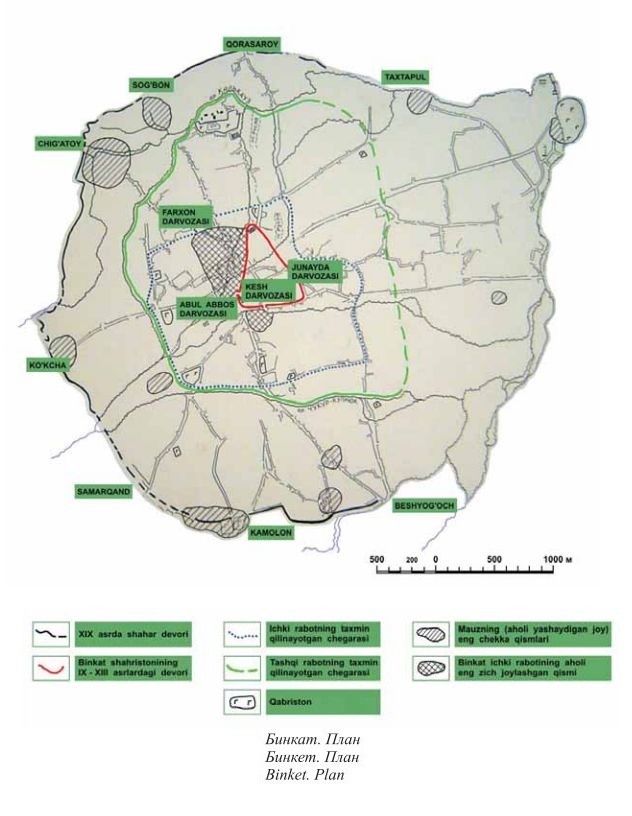 QORASAROY
SOG'BON
TAXTAPUL
CHIG'ATOY
FARXON
DARVOZASI
JUNAYDA
DARVOZASI
KESH
DARVOZASI
ABUL ABBOS
DARVOZASI
KO'KCHA
SAMARQAND
KAMOLON
BESHYOG'OCH
500 200 0 500 1000 м
XIX asrda shahar devori
Binkat shahristonining
IX - XIII asrlardagi devori
Ichki rabotning taxmin
qilinayotgan chegarasi
Tashqi rabotning taxmin
qilinayotgan chegarasi
Qabriston
Mauzning (aholi yashaydigan joy)
eng chekka qismlari
Binkat ichki rabotining aholi
eng zich joylashgan qismi
Бинкат. План
Бинкет. План
Binket. Plan